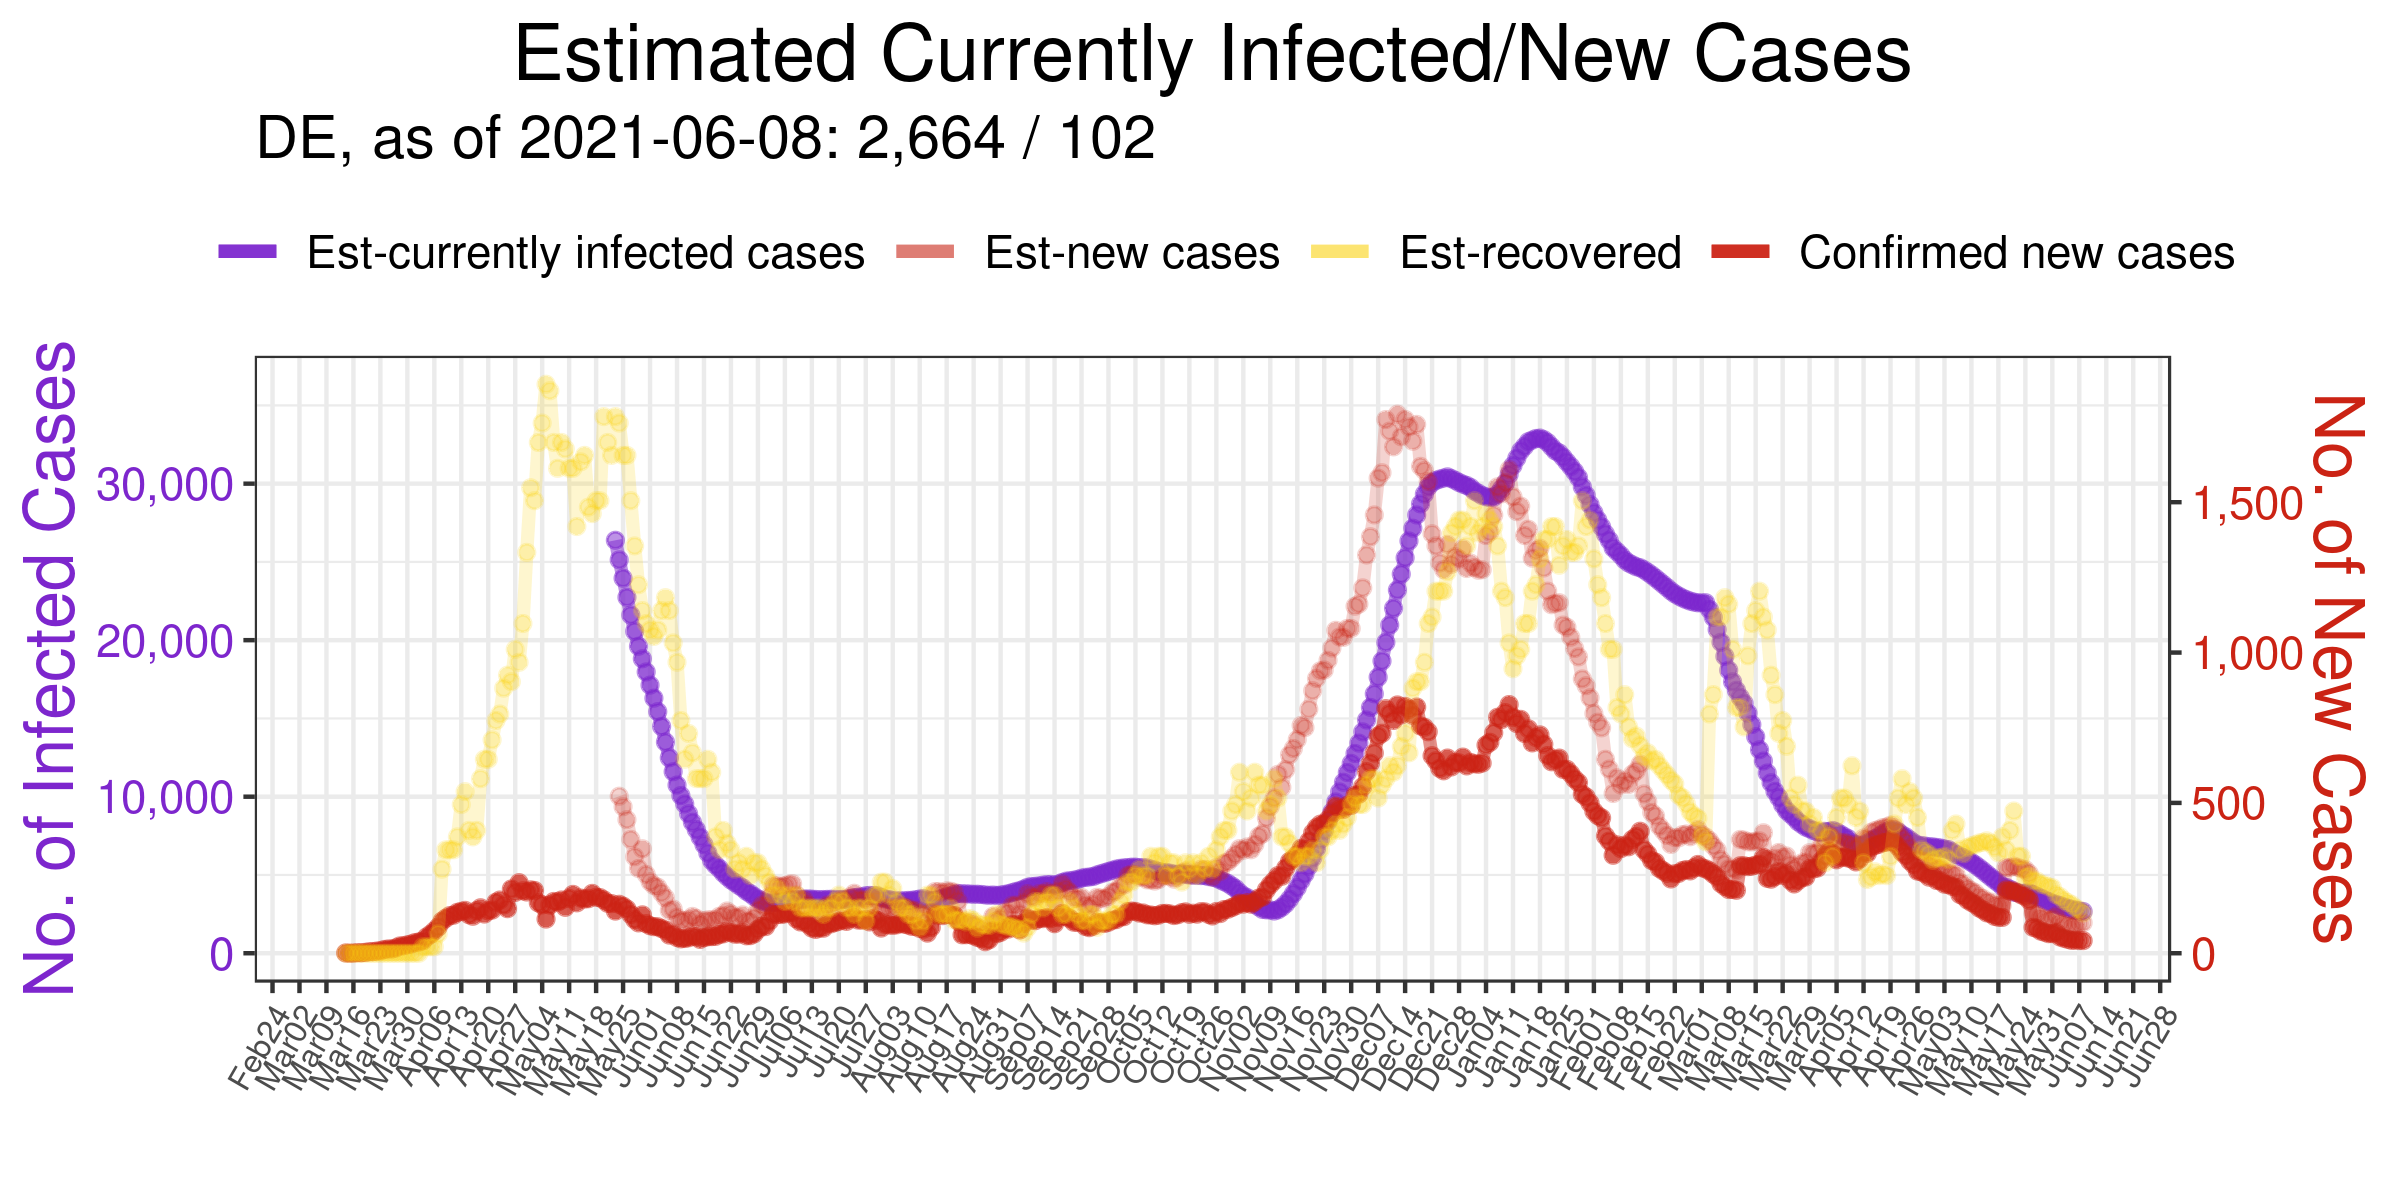 Estimated Currently Infected/New Cases
DE, as of 2021-06-08: 2,664 / 102
Est-currently infected cases Est-new cases Est-recovered Confirmed new cases
No. of Infected Cases
30,000
20,000
10,000
0
1,500
1,000
500
0
No. of New Cases
Feb24 Mar02 Mar09 Mar16 Mar23 Mar30 Apr06 Apr13 Apr20 Apr27 May04 May11 May18 May25 Jun01 Jun08 Jun15 Jun22 Jun29 Jul06 Jul13 Jul20 Jul27 Aug03 Aug10 Aug17 Aug24 Aug31 Sep07 Sep14 Sep21 Sep28 Oct05 Oct12 Oct19 Oct26 Nov02 Nov09 Nov16 Nov23 Nov30 Dec07 Dec14 Dec21 Dec28 Jan04 Jan11 Jan18 Jan25 Feb01 Feb08 Feb15 Feb22 Mar01 Mar08 Mar15 Mar22 Mar29 Apr05 Apr12 Apr19 Apr26 May03 May10 May17 May24 May31 Jun07 Jun14 Jun21 Jun28